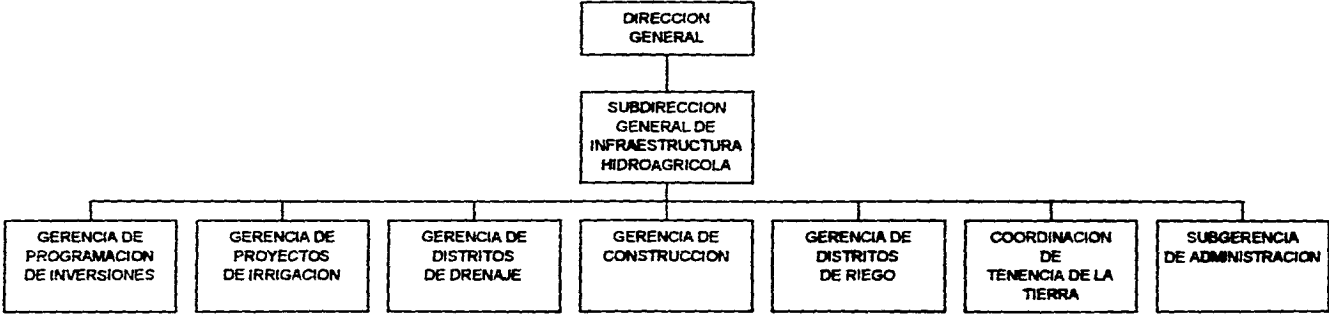 DIRECCION
GENERAL
SUBDIRECCION
GENERAL DE
INFRAESTRUCTURA
HIDROAGRICOLA
GERENCIA DE
PROGRAMACION
DE INVERSIONES
GERENCIA DE
PROYECTOS
DE IRRIGACION
GERENCIA DE
DISTRITOS
DE DRENAJE
GERENCIA DE
CONSTRUCCION
GERENCIA DE
DISTRITOS
DE RIEGO
COORDINACION
DE
TENENCIA DE LA
TIERRA
SUBGERENCIA
DE ADMINISTRACION